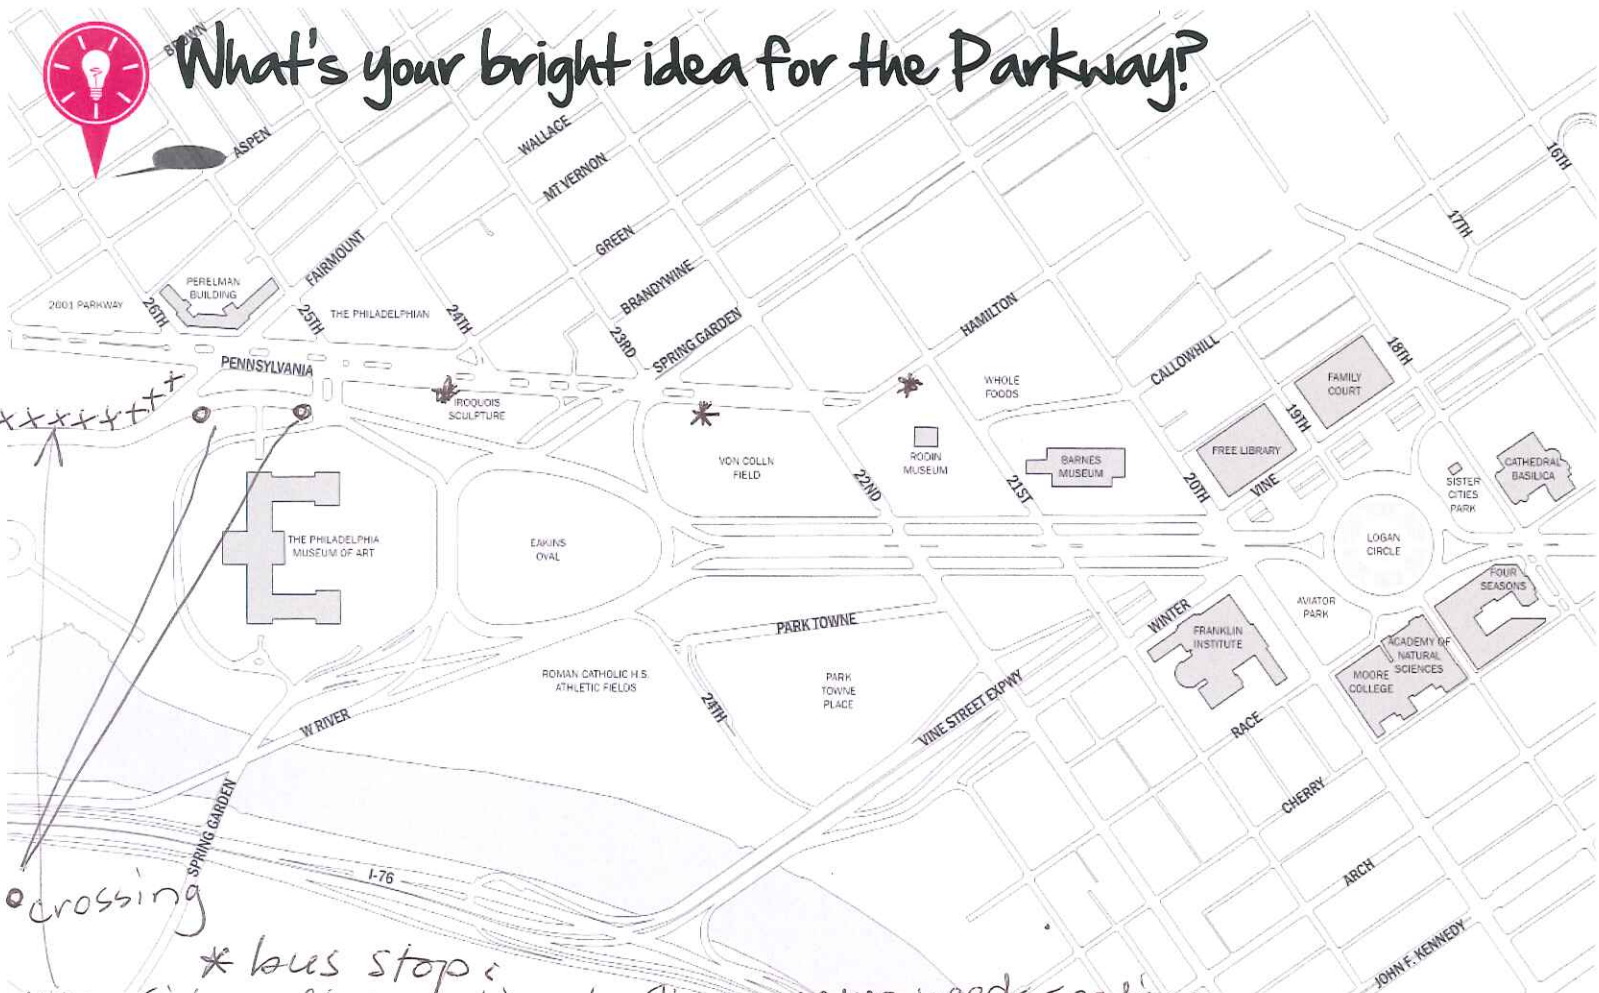 What's your bright idea for the Parkway?
BROWN
ASPEN
WALLACE
MT VERNON
GREEN
BRANDYWINE
SPRING GARDEN
FAIRMOUNT
HAMILTON
CALLOWHILL
16TH
17TH
18TH
19TH
20TH
21ST
22ND
23RD
24TH
25TH
26TH
2601 PARKWAY
PERELMAN
BUILDING
THE PHILADELPHIAN
PENNSYLVANIA
IROQUOIS
SCULPTURE
WHOLE
FOODS
FAMILY
COURT
FREE LIBRARY
VINE
VON COLLN
FIELD
RODIN
MUSEUM
BARNES
MUSEUM
SISTER
CITIES
PARK
CATHEDRAL
BASILICA
THE PHILADELPHIA
MUSEUM OF ART
EAKINS
OVAL
LOGAN
CIRCLE
FOUR
SEASONS
AVIATOR
PARK
PARK TOWNE
WINTER
FRANKLIN
INSTITUTE
ACADEMY OF
NATURAL
SCIENCES
MOORE
COLLEGE
ROMAN CATHOLIC H.S.
ATHLETIC FIELDS
PARK
TOWNE
PLACE
24TH
W RIVER
VINE STREET EXPWY
RACE
CHERRY
SPRING GARDEN
I-76
ARCH
JOHN F. KENNEDY
crossing
* bus stop: